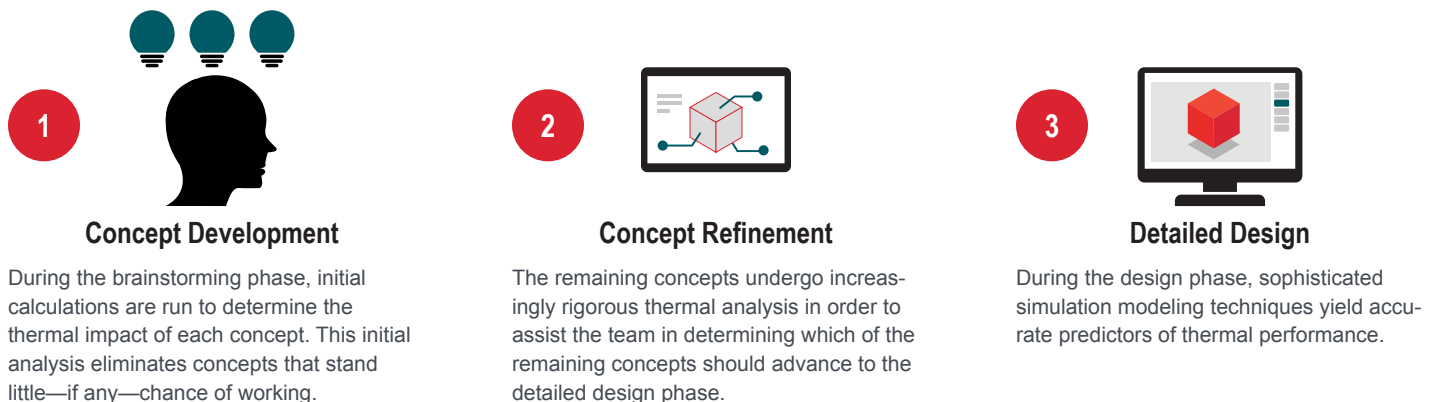 1
Concept Development
During the brainstorming phase, initial
calculations are run to determine the
thermal impact of each concept. This initial
analysis eliminates concepts that stand
little—if any—chance of working.
2
Concept Refinement
The remaining concepts undergo increas-
ingly rigorous thermal analysis in order to
assist the team in determining which of the
remaining concepts should advance to the
detailed design phase.
3
Detailed Design
During the design phase, sophisticated
simulation modeling techniques yield accu-
rate predictors of thermal performance.